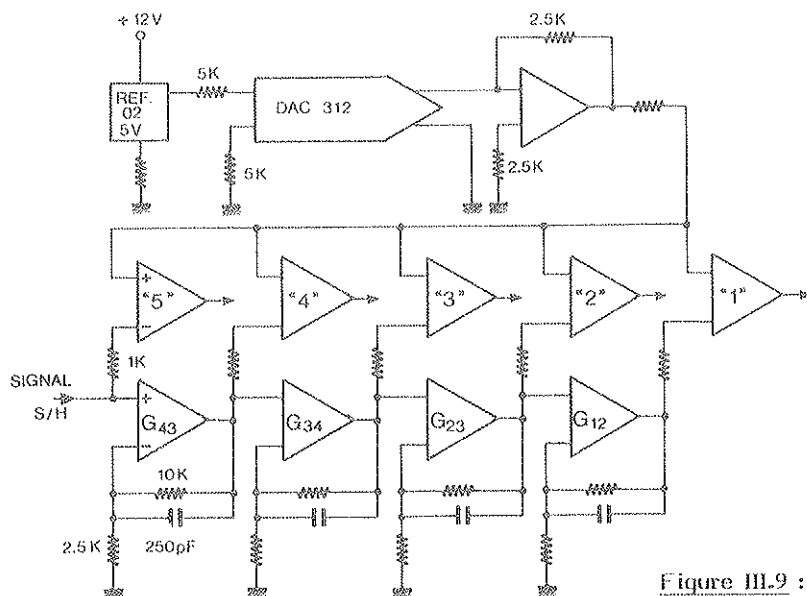 + 12V
REF.
02
5V
5K
5K
DAC 312
2.5K
2.5K
+
"5"
−
"4"
"3"
"2"
"1"
1K
SIGNAL
S/H
+
G43
−
G34
G23
G12
10K
250pF
2.5K
Figure III.9 :